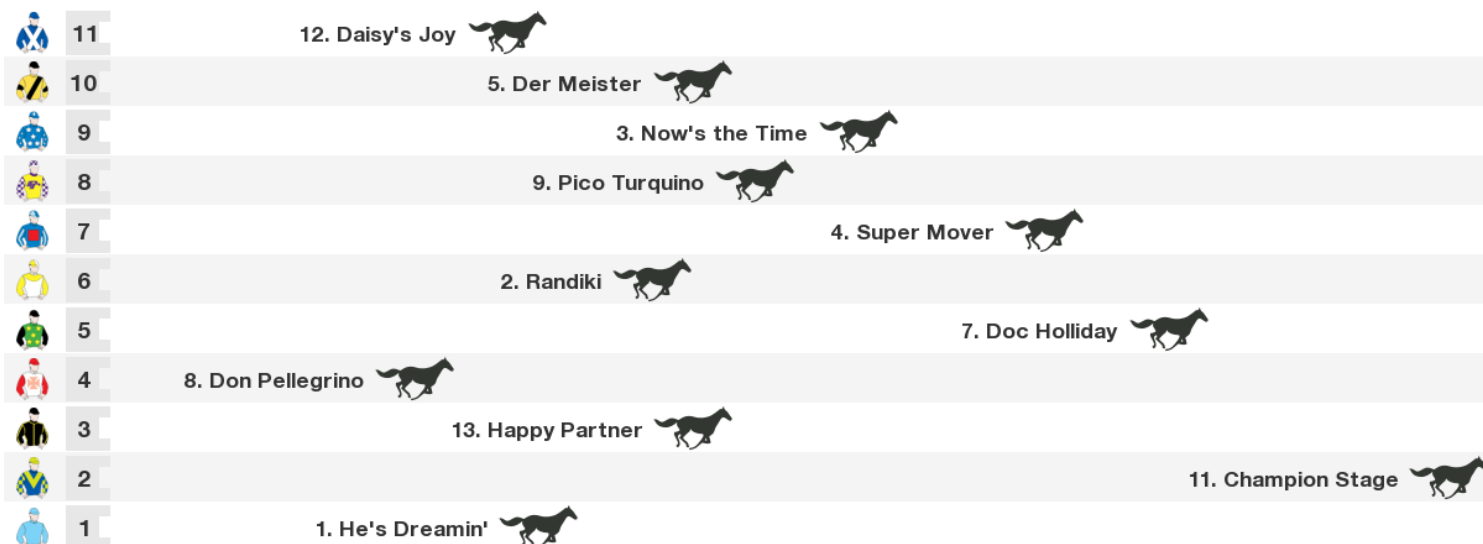 11 12. Daisy's Joy
10 5. Der Meister
9 3. Now's the Time
8 9. Pico Turquino
7 4. Super Mover
6 2. Randiki
5 7. Doc Holliday
4 8. Don Pellegrino
3 13. Happy Partner
2 11. Champion Stage
1 1. He's Dreamin'